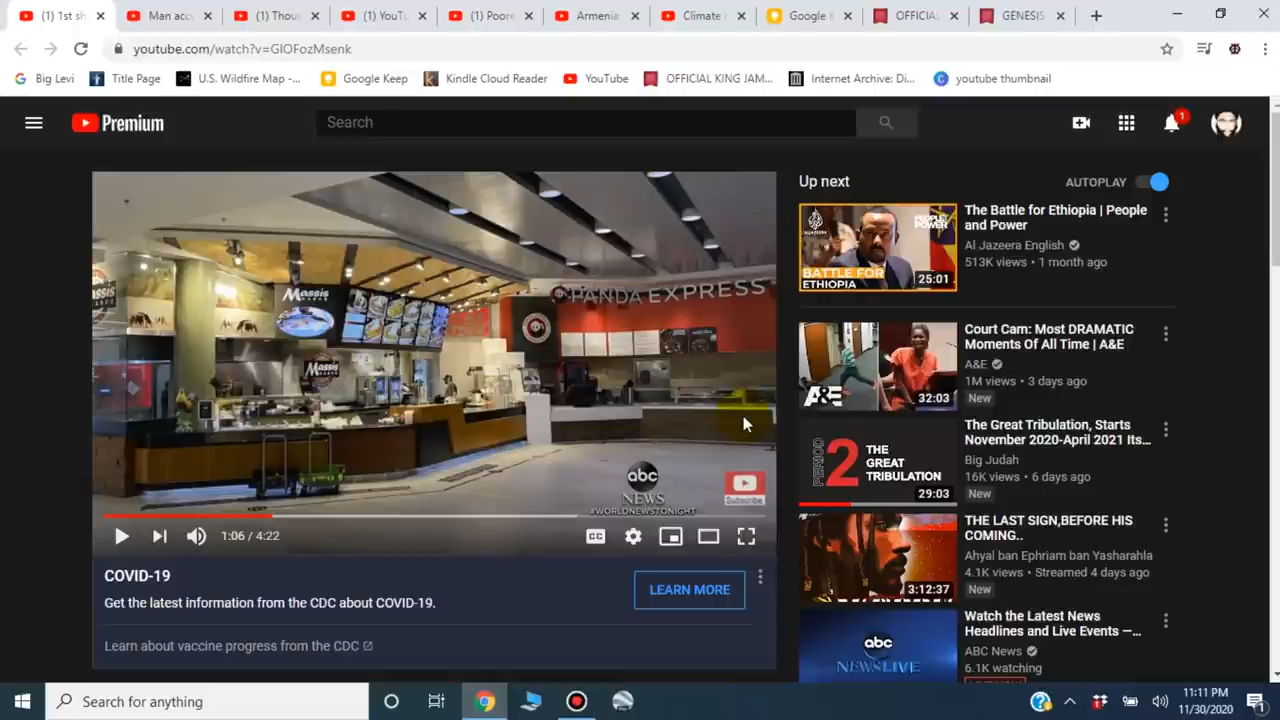 (1) 1st sh
Man acc
(1) Thous
(1) YouT
(1) Poore
Armenia
Climate
Google
OFFICIAL
GENESIS
youtube.com/watch?v=GIOFozMsenk
Big Levi
Title Page
U.S. Wildfire Map -...
Google Keep
Kindle Cloud Reader
YouTube
OFFICIAL KING JAM...
Internet Archive: Di...
youtube thumbnail
Premium
Search
1
MASSIS
PANDA EXPRESS
MASSIS
abc
NEWS
#WORLDNEWSTONIGHT
Subscribe
1:06 / 4:22
CC
COVID-19
Get the latest information from the CDC about COVID-19.
LEARN MORE
Learn about vaccine progress from the CDC
Up next
AUTOPLAY
PEOPLE & POWER
BATTLE FOR
ETHIOPIA
25:01
The Battle for Ethiopia | People
and Power
Al Jazeera English
513K views • 1 month ago
A&E
32:03
Court Cam: Most DRAMATIC
Moments Of All Time | A&E
A&E
1M views • 3 days ago
New
PERIOD
2
THE
GREAT
TRIBULATION
29:03
The Great Tribulation, Starts
November 2020-April 2021 Its...
Big Judah
16K views • 6 days ago
New
3:12:37
THE LAST SIGN,BEFORE HIS
COMING..
Ahyal ban Ephriam ban Yasharahla
4.1K views • Streamed 4 days ago
New
abc
NEWSLIVE
Watch the Latest News
Headlines and Live Events —...
ABC News
6.1K watching
Search for anything
11:11 PM
11/30/2020
1